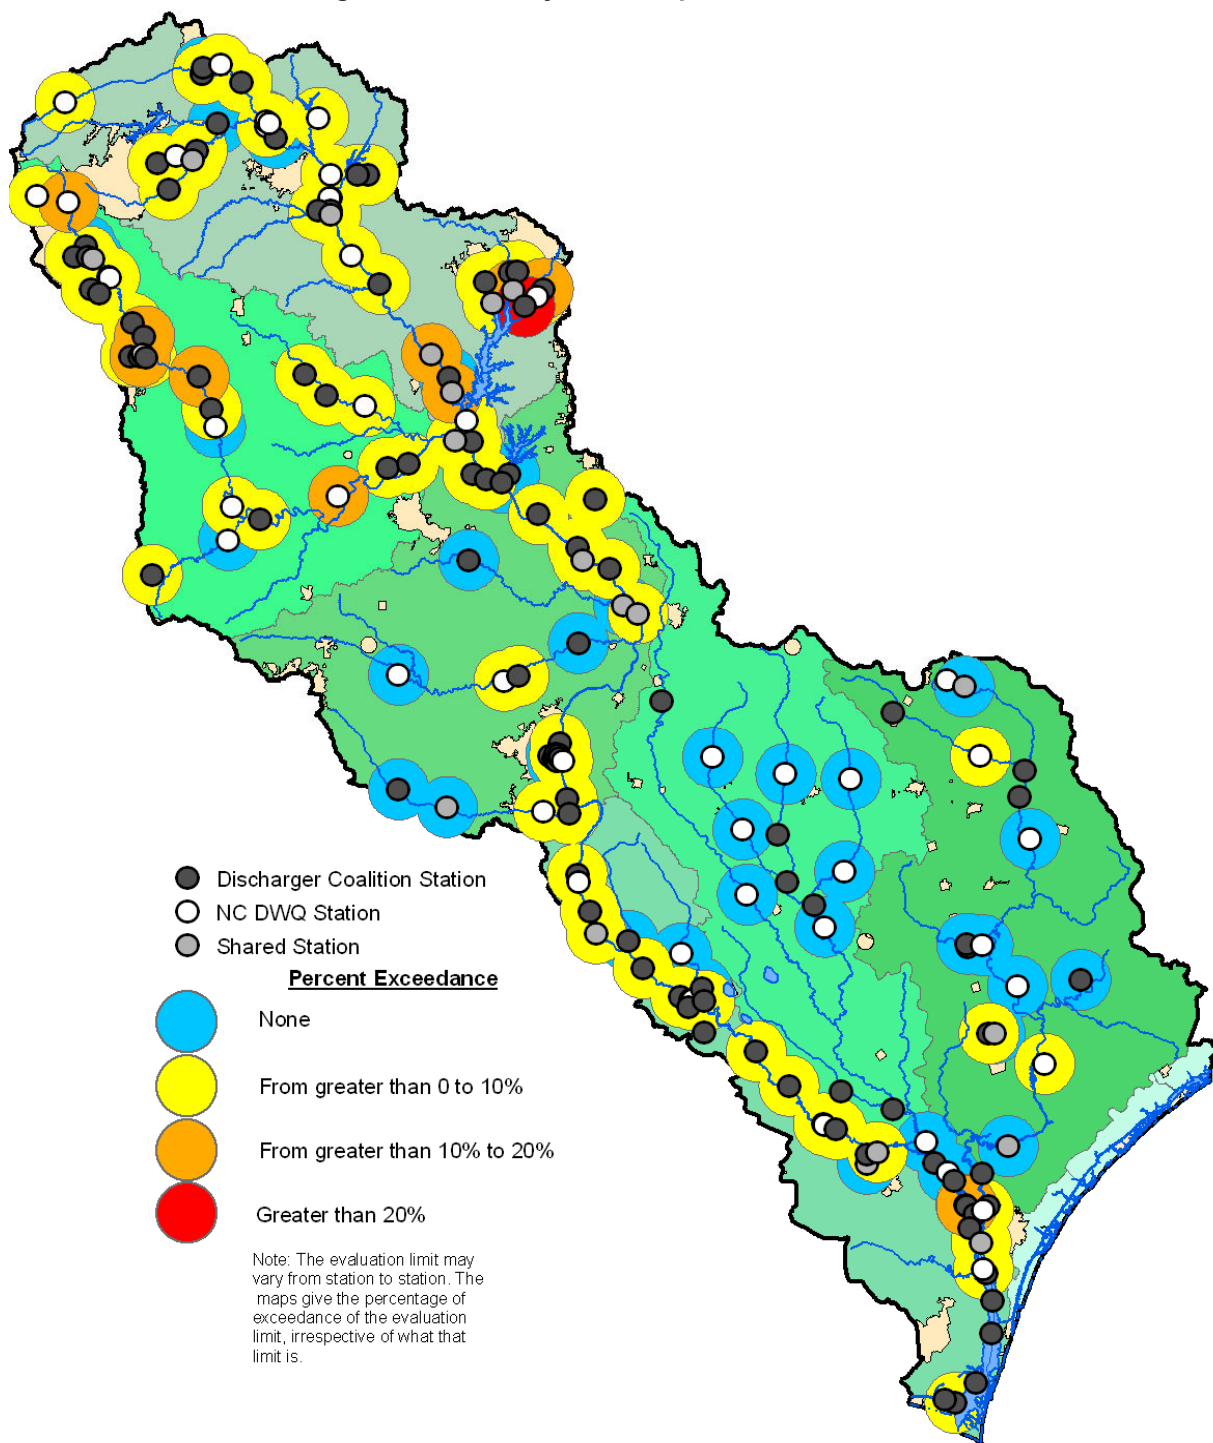 Discharger Coalition Station
NC DWQ Station
Shared Station
Percent Exceedance
None
From greater than 0 to 10%
From greater than 10% to 20%
Greater than 20%
Note: The evaluation limit may
vary from station to station. The
maps give the percentage of
exceedance of the evaluation
limit, irrespective of what that
limit is.